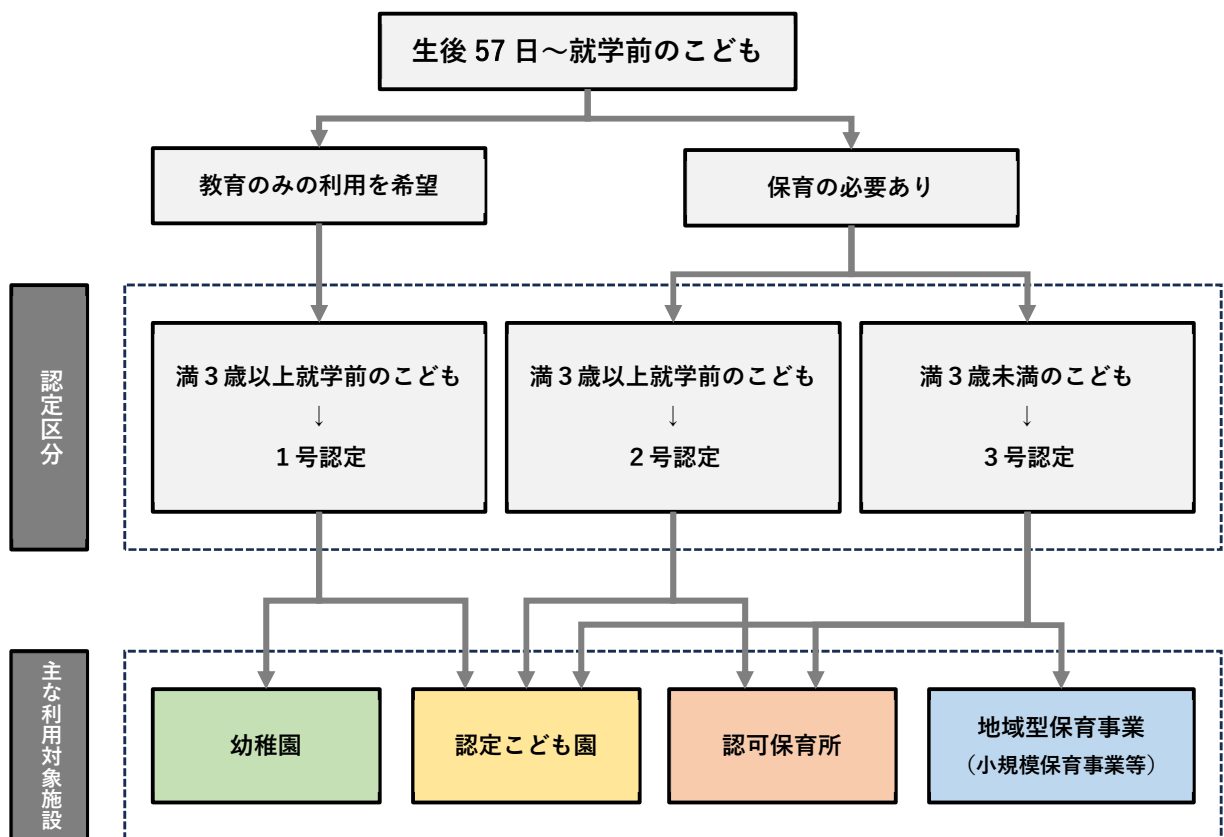 生後 57 日～就学前のこども
教育のみの利用を希望
保育の必要あり
認定区分
満３歳以上就学前のこども
↓
１号認定
満３歳以上就学前のこども
↓
２号認定
満３歳未満のこども
↓
３号認定
主な利用対象施設
幼稚園
認定こども園
認可保育所
地域型保育事業
（小規模保育事業等）